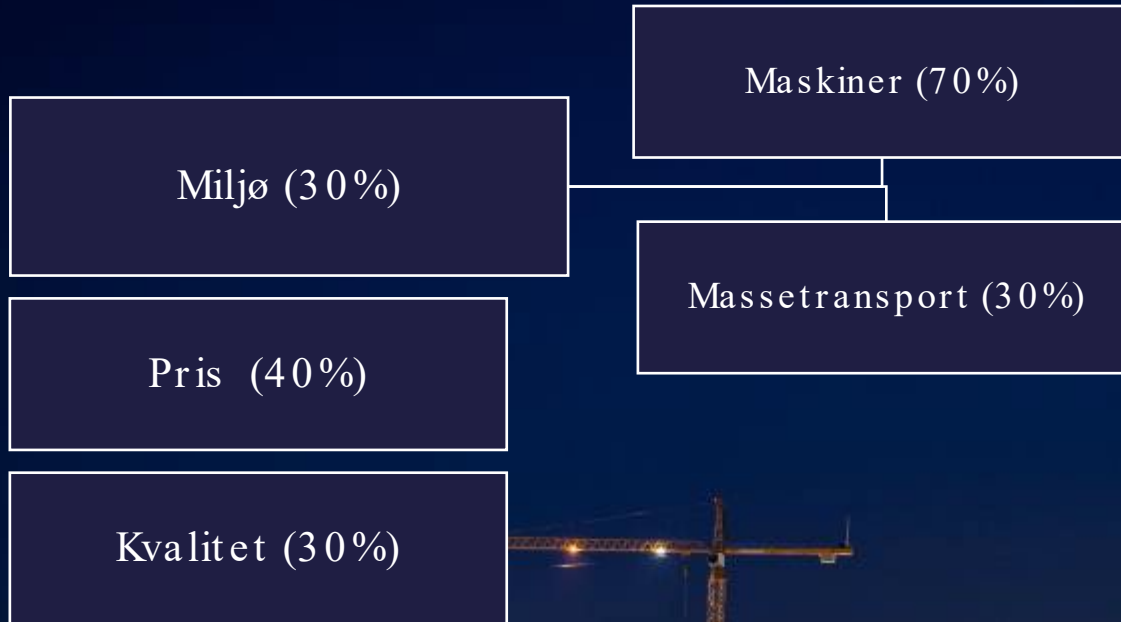 Maskiner (70%)
Miljø (30%)
Massetransport (30%)
Pris (40%)
Kvalitet (30%)